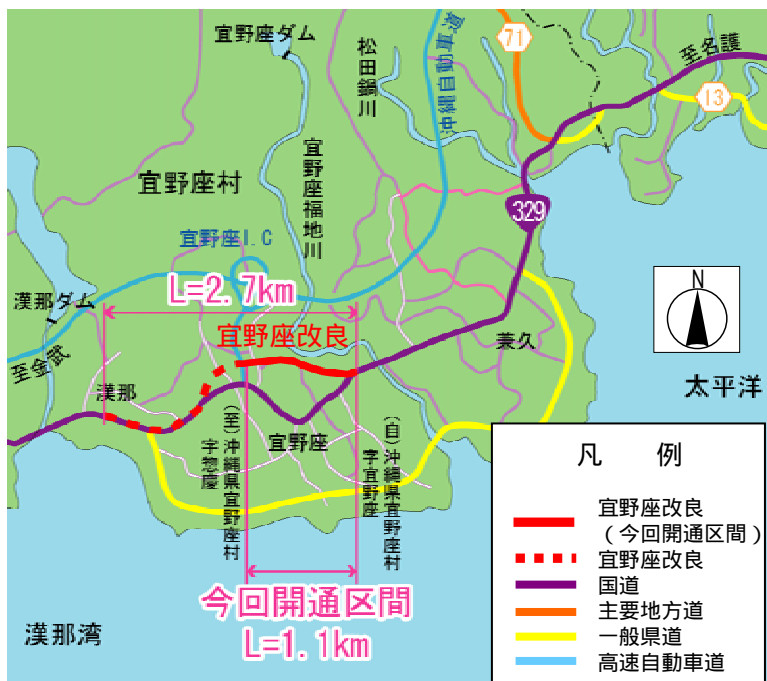 宜野座ダム
松
鍋田川
沖縄自動車道
71
至名護
13
宜野座村
宜野座福地川
329
宜野座I.C
漢那ダム
L=2.7km
宜野座改良
至金武
漢那
兼久
太平洋
N
宜野座
(至)沖縄県宜野座村
字惣慶
(自)沖縄県宜野座村
字宜野座
今回開通区間
L=1.1km
漢那湾
凡 例
宜野座改良
(今回開通区間)
宜野座改良
国道
主要地方道
一般県道
高速自動車道